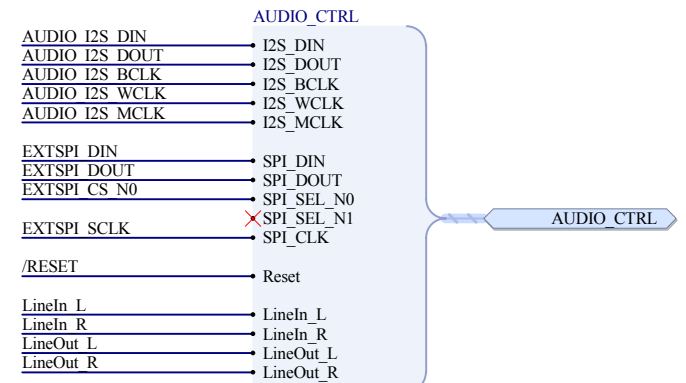 AUDIO_CTRL
AUDIO_I2S_DIN I2S_DIN
AUDIO_I2S_DOUT I2S_DOUT
AUDIO_I2S_BCLK I2S_BCLK
AUDIO_I2S_WCLK I2S_WCLK
AUDIO_I2S_MCLK I2S_MCLK
EXTSPI_DIN SPI_DIN
EXTSPI_DOUT SPI_DOUT
EXTSPI_CS_N0 SPI_SEL_N0
SPI_SEL_N1 AUDIO_CTRL
EXTSPI_SCLK SPI_CLK
/RESET Reset
LineIn_L LineIn_L
LineIn_R LineIn_R
LineOut_L LineOut_L
LineOut_R LineOut_R